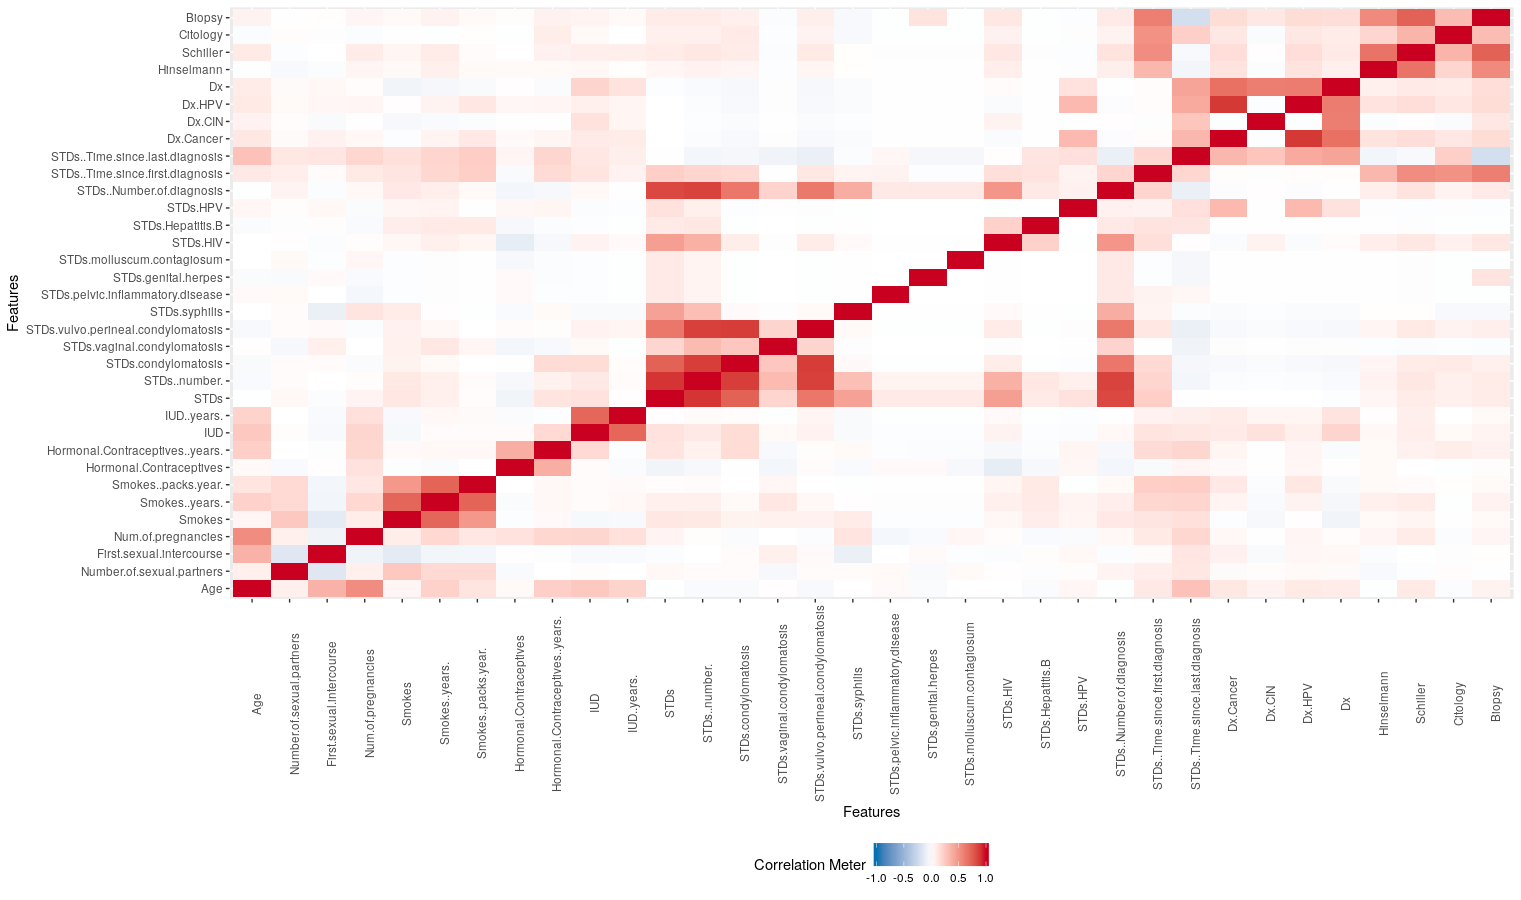 Features
Biopsy
Citology
Schiller
Hinselmann
Dx
Dx.HPV
Dx.CIN
Dx.Cancer
STDs..Time.since.last.diagnosis
STDs..Time.since.first.diagnosis
STDs..Number.of.diagnosis
STDs.HPV
STDs.Hepatitis.B
STDs.HIV
STDs.molluscum.contagiosum
STDs.genital.herpes
STDs.pelvic.inflammatory.disease
STDs.syphilis
STDs.vulvo.perineal.condylomatosis
STDs.vaginal.condylomatosis
STDs.condylomatosis
STDs..number.
STDs
IUD..years.
IUD
Hormonal.Contraceptives..years.
Hormonal.Contraceptives
Smokes..packs.year.
Smokes..years.
Smokes
Num.of.pregnancies
First.sexual.intercourse
Number.of.sexual.partners
Age
Age
Number.of.sexual.partners
First.sexual.intercourse
Num.of.pregnancies
Smokes
Smokes..years.
Smokes..packs.year.
Hormonal.Contraceptives
Hormonal.Contraceptives..years.
IUD
IUD..years.
STDs
STDs..number.
STDs.condylomatosis
STDs.vaginal.condylomatosis
STDs.vulvo.perineal.condylomatosis
STDs.syphilis
STDs.pelvic.inflammatory.disease
STDs.genital.herpes
STDs.molluscum.contagiosum
STDs.HIV
STDs.Hepatitis.B
STDs.HPV
STDs..Number.of.diagnosis
STDs..Time.since.first.diagnosis
STDs..Time.since.last.diagnosis
Dx.Cancer
Dx.CIN
Dx.HPV
Dx
Hinselmann
Schiller
Citology
Biopsy
Features
Correlation Meter
-1.0 -0.5 0.0 0.5 1.0